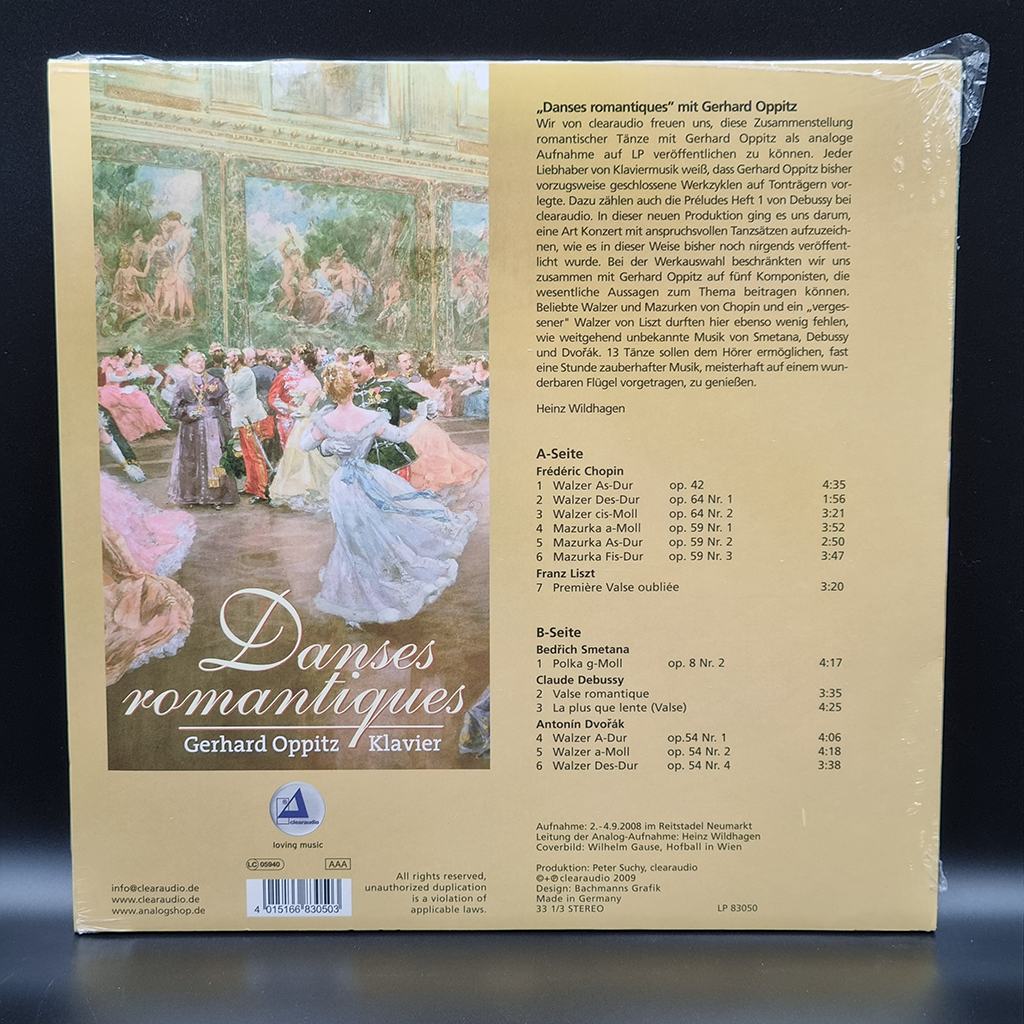 „Danses romantiques" mit Gerhard Oppitz
Wir von clearaudio freuen uns, diese Zusammenstellung
romantischer Tänze mit Gerhard Oppitz als analoge
Aufnahme auf LP veröffentlichen zu können. Jeder
Liebhaber von Klaviermusik weiß, dass Gerhard Oppitz bisher
vorzugsweise geschlossene Werkzyklen auf Tonträgern vor-
legte. Dazu zählen auch die Préludes Heft 1 von Debussy bei
clearaudio. In dieser neuen Produktion ging es uns darum,
eine Art Konzert mit anspruchsvollen Tanzsätzen aufzuzeich-
nen, wie es in dieser Weise bisher noch nirgends veröffent-
licht wurde. Bei der Werkauswahl beschränkten wir uns
zusammen mit Gerhard Oppitz auf fünf Komponisten, die
wesentliche Aussagen zum Thema beitragen können.
Beliebte Walzer und Mazurken von Chopin und ein „verges-
sener" Walzer von Liszt durften hier ebenso wenig fehlen,
wie weitgehend unbekannte Musik von Smetana, Debussy
und Dvořák. 13 Tänze sollen dem Hörer ermöglichen, fast
eine Stunde zauberhafter Musik, meisterhaft auf einem wun-
derbaren Flügel vorgetragen, zu genießen.
Heinz Wildhagen
A-Seite
Frédéric Chopin
1 Walzer As-Dur op. 42 4:35
2 Walzer Des-Dur op. 64 Nr. 1 1:56
3 Walzer cis-Moll op. 64 Nr. 2 3:21
4 Mazurka a-Moll op. 59 Nr. 1 3:52
5 Mazurka As-Dur op. 59 Nr. 2 2:50
6 Mazurka Fis-Dur op. 59 Nr. 3 3:47
Franz Liszt
7 Première Valse oubliée 3:20
B-Seite
Bedřich Smetana
1 Polka g-Moll op. 8 Nr. 2 4:17
Claude Debussy
2 Valse romantique 3:35
3 La plus que lente (Valse) 4:25
Antonín Dvořák
4 Walzer A-Dur op.54 Nr. 1 4:06
5 Walzer a-Moll op. 54 Nr. 2 4:18
6 Walzer Des-Dur op. 54 Nr. 4 3:38
Aufnahme: 2.-4.9.2008 im Reitstadel Neumarkt
Leitung der Analog-Aufnahme: Heinz Wildhagen
Coverbild: Wilhelm Gause, Hofball in Wien
Produktion: Peter Suchy, clearaudio
©+℗ clearaudio 2009
Design: Bachmanns Grafik
Made in Germany
33 1/3 STEREO LP 83050
Danses
romantiques
Gerhard Oppitz Klavier
clearaudio
loving music
LC 05940 AAA
info@clearaudio.de
www.clearaudio.de
www.analogshop.de
4 015166 830503
All rights reserved,
unauthorized duplication
is a violation of
applicable laws.